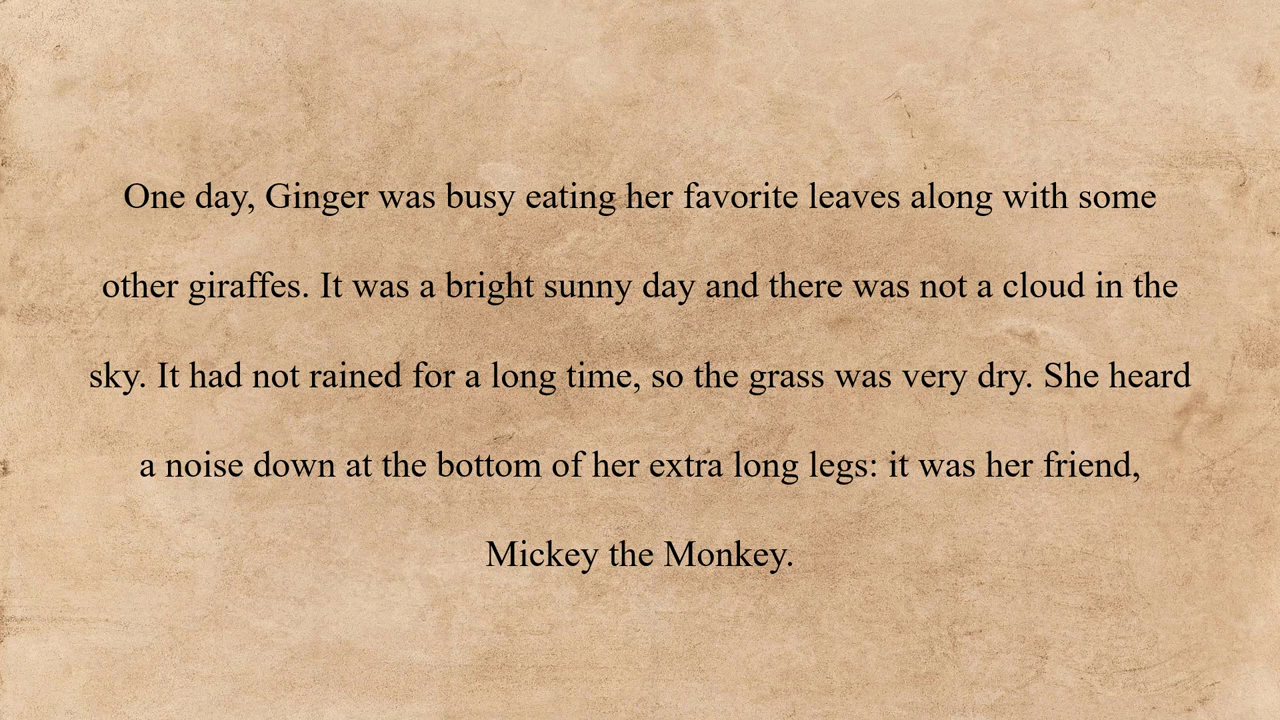 One day, Ginger was busy eating her favorite leaves along with some
other giraffes. It was a bright sunny day and there was not a cloud in the
sky. It had not rained for a long time, so the grass was very dry. She heard
a noise down at the bottom of her extra long legs: it was her friend,
Mickey the Monkey.